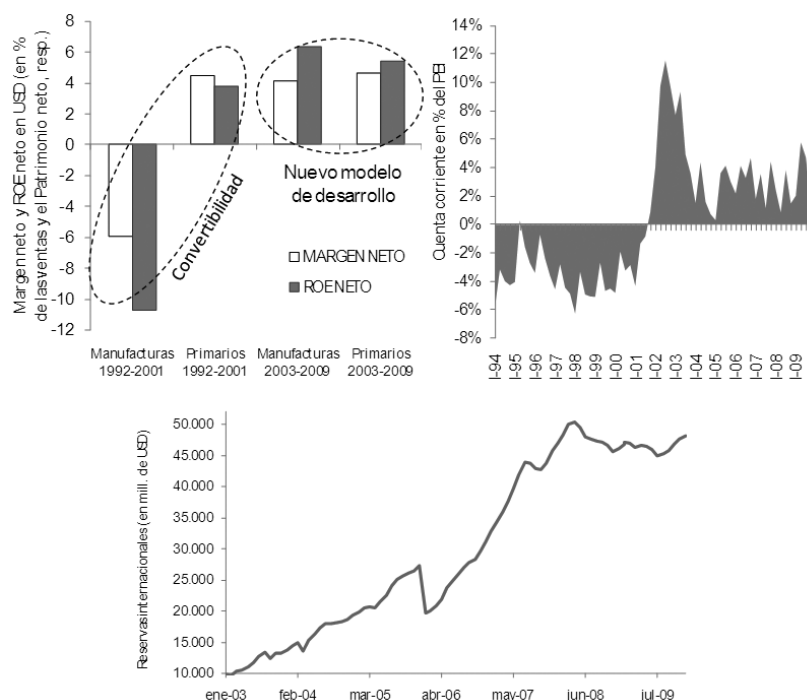 Margen neto y ROE neto en USD (en %
de las ventas y el Patrimonio neto, resp.)
8
6
4
2
0
-2
-4
-6
-8
-10
-12
Convertibilidad
Nuevo modelo
de desarrollo
MARGEN NETO
ROE NETO
Manufacturas
1992-2001
Primarios
1992-2001
Manufacturas
2003-2009
Primarios
2003-2009
Cuenta corriente en % del PBI
14%
12%
10%
8%
6%
4%
2%
0%
-2%
-4%
-6%
-8%
I-94
I-95
I-96
I-97
I-98
I-99
I-00
I-01
I-02
I-03
I-04
I-05
I-06
I-07
I-08
I-09
Reservas internacionales (en mill. de USD)
50.000
45.000
40.000
35.000
30.000
25.000
20.000
15.000
10.000
ene-03
feb-04
mar-05
abr-06
may-07
jun-08
jul-09